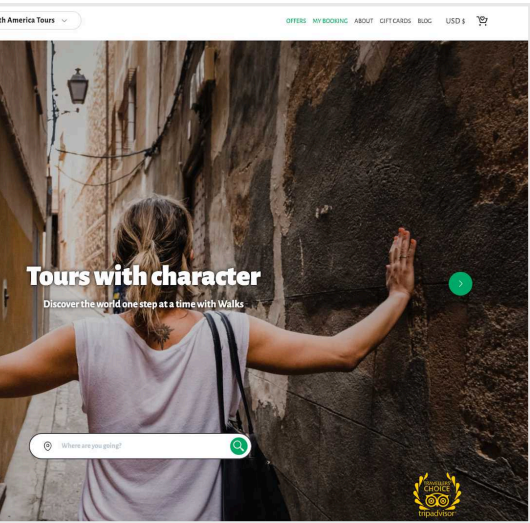 th America Tours
OFFERS MY BOOKING ABOUT GIFT CARDS BLOG USD $
Tours with character
Discover the world one step at a time with Walks
Where are you going?
TRAVELLERS'
CHOICE
tripadvisor